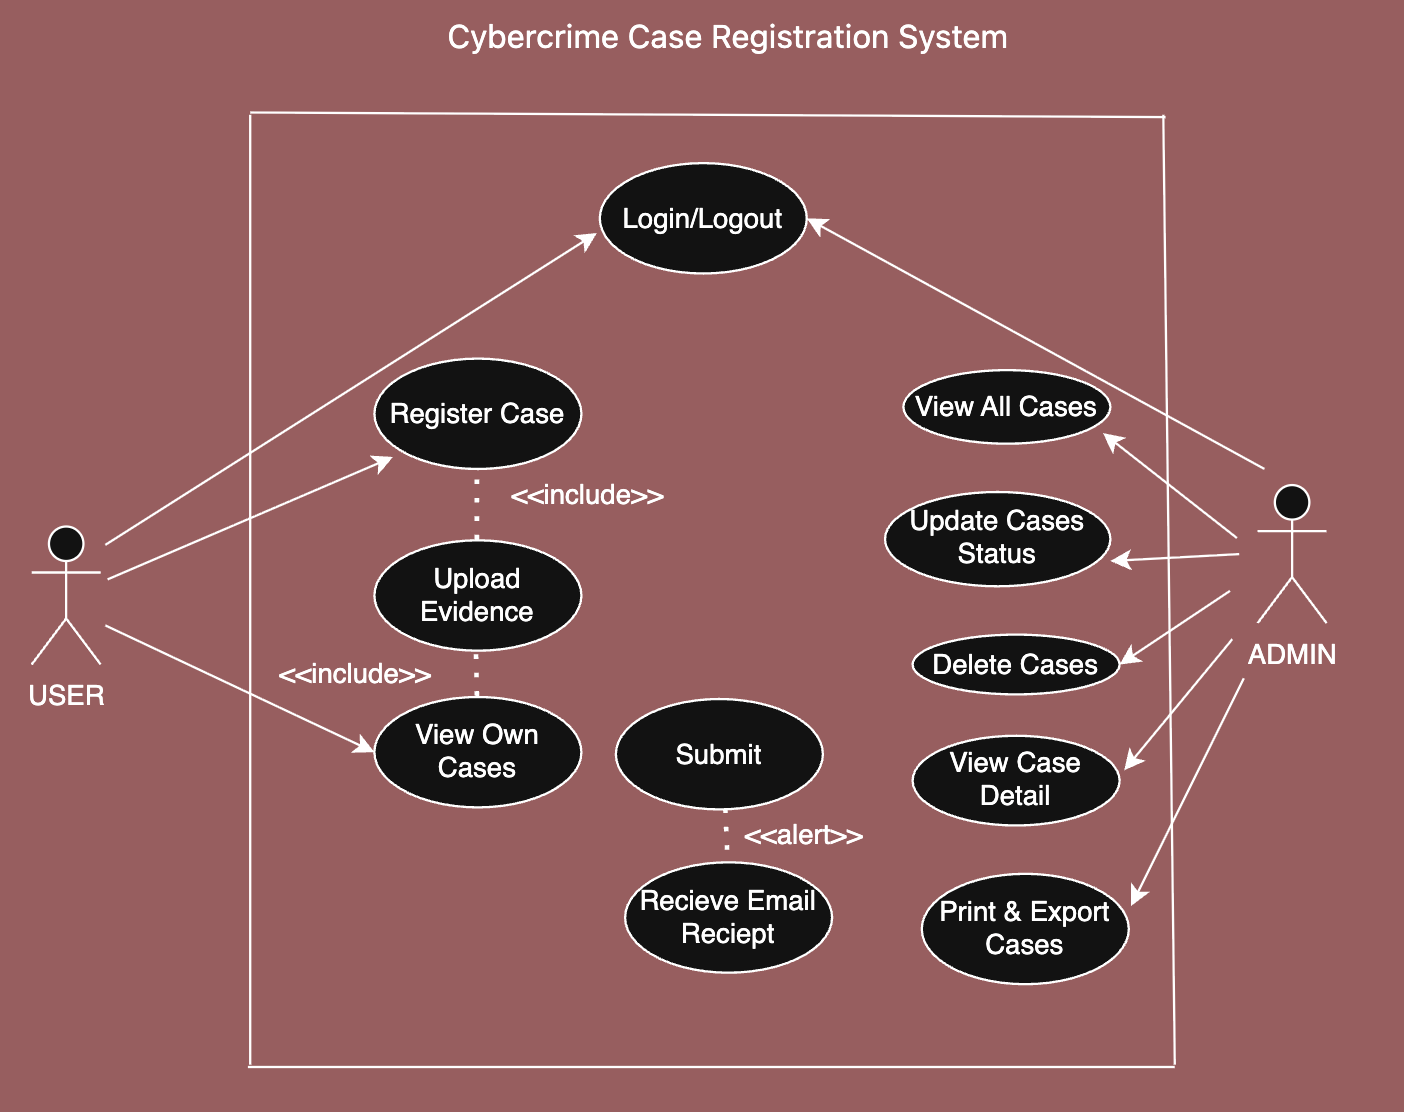 Cybercrime Case Registration System
Login/Logout
Register Case
<<include>>
Upload
Evidence
<<include>>
View Own
Cases
Submit
<<alert>>
Recieve Email
Reciept
View All Cases
Update Cases
Status
Delete Cases
View Case
Detail
Print & Export
Cases
USER
ADMIN